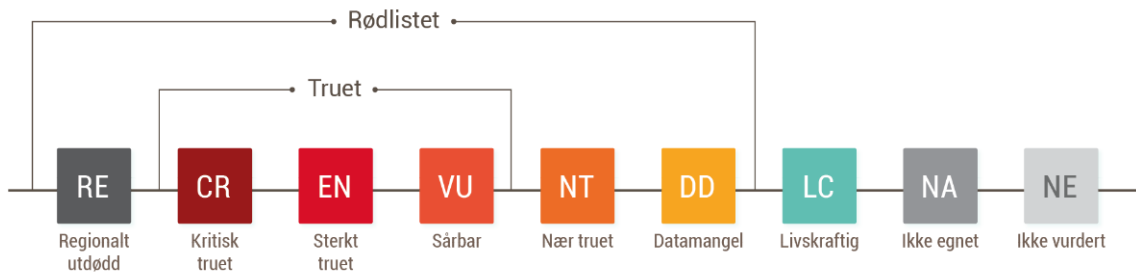 Rødlistet
Truet
RE
CR
EN
VU
NT
DD
LC
NA
NE
Regionalt
utdødd
Kritisk
truet
Sterkt
truet
Sårbar
Nær truet
Datamangel
Livskraftig
Ikke egnet
Ikke vurdert